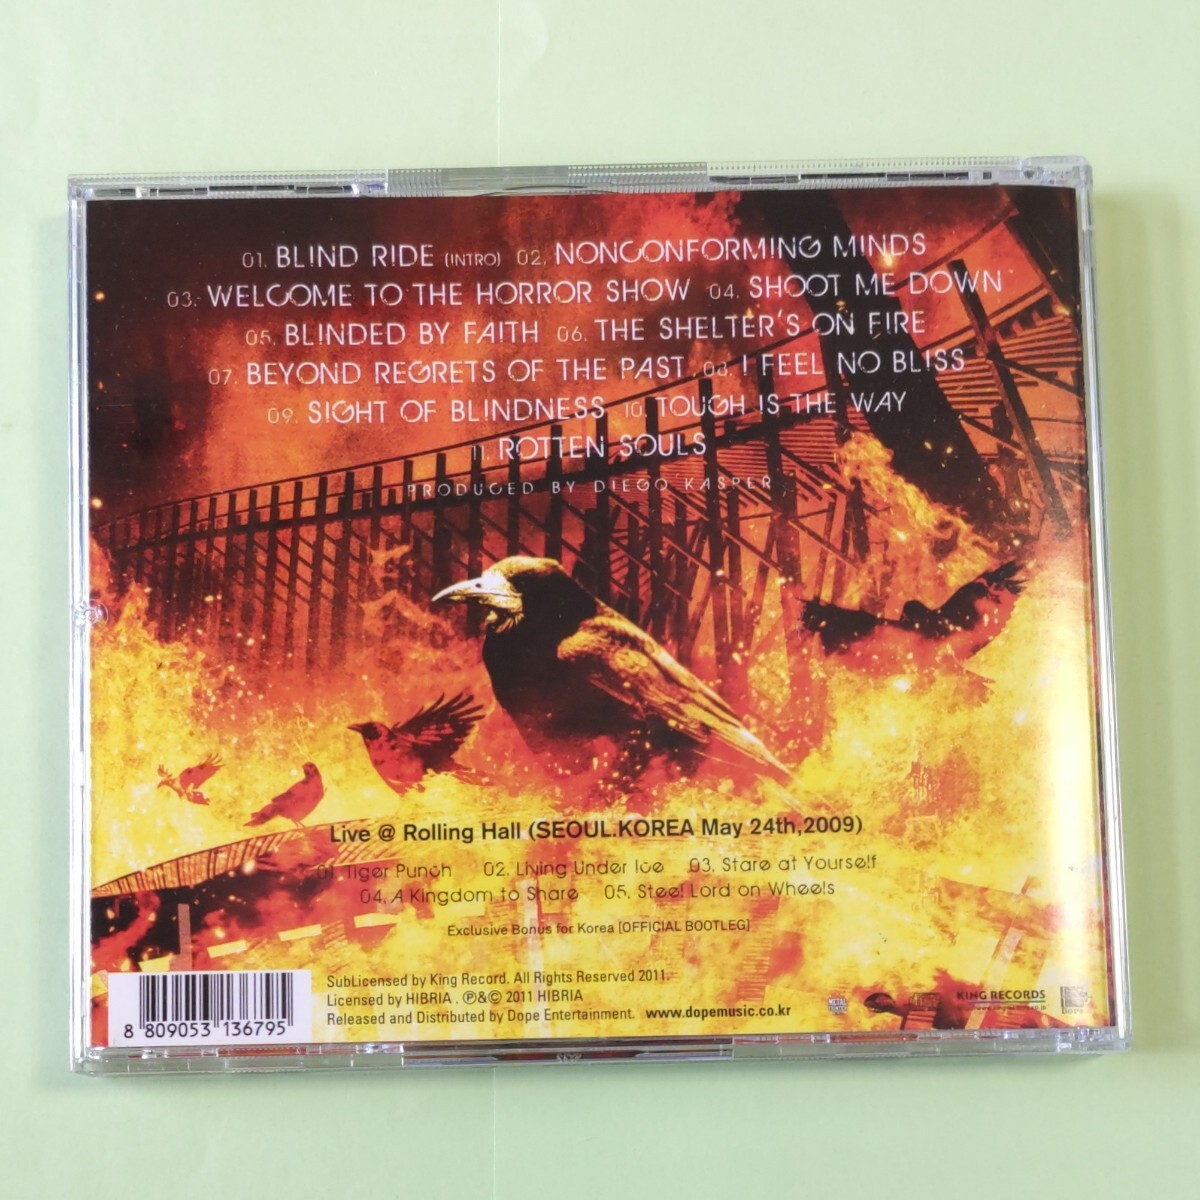 01. BLIND RIDE (INTRO) 02. NONCONFORMING MINDS
03. WELCOME TO THE HORROR SHOW 04. SHOOT ME DOWN
05. BLINDED BY FAITH 06. THE SHELTER'S ON FIRE
07. BEYOND REGRETS OF THE PAST 08. I FEEL NO BLISS
09. SIGHT OF BLINDNESS 10. TOUGH IS THE WAY
11. ROTTEN SOULS
PRODUCED BY DIEGO KASPER
Live @ Rolling Hall (SEOUL.KOREA May 24th,2009)
01. Tiger Punch 02. Living Under Ice 03. Stare at Yourself
04. A Kingdom to Share 05. Steel Lord on Wheels
Exclusive Bonus for Korea [OFFICIAL BOOTLEG]
SubLicensed by King Record. All Rights Reserved 2011.
Licensed by HIBRIA . ℗&© 2011 HIBRIA
Released and Distributed by Dope Entertainment. www.dopemusic.co.kr
8 809053 136795
KING RECORDS